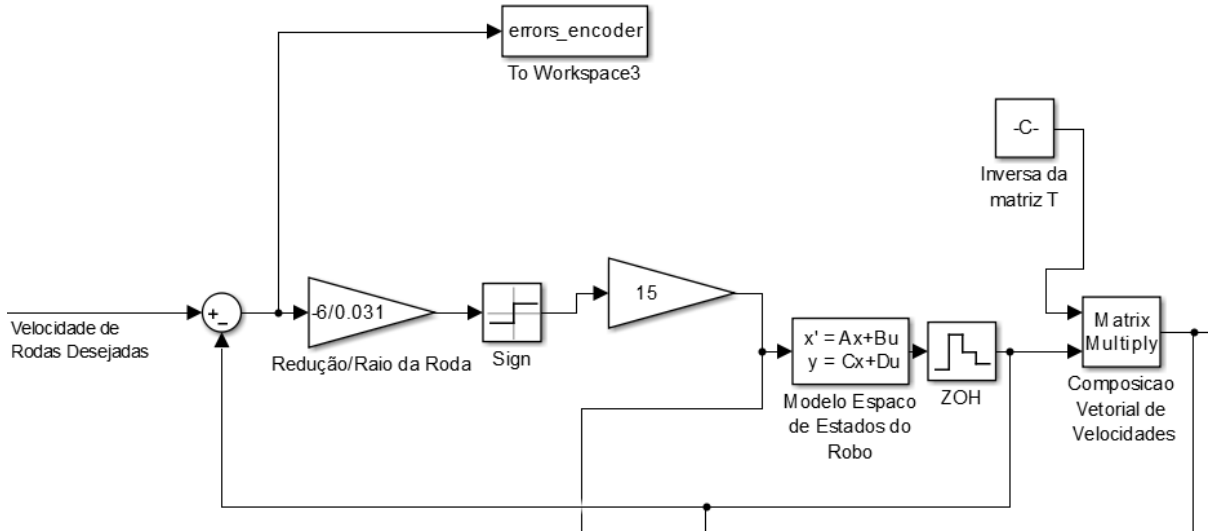 errors_encoder
To Workspace3
-C-
Inversa da
matriz T
Velocidade de
Rodas Desejadas
+
−
-6/0.031
Redução/Raio da Roda
Sign
15
x' = Ax+Bu
y = Cx+Du
Modelo Espaco
de Estados do
Robo
ZOH
Matrix
Multiply
Composicao
Vetorial de
Velocidades